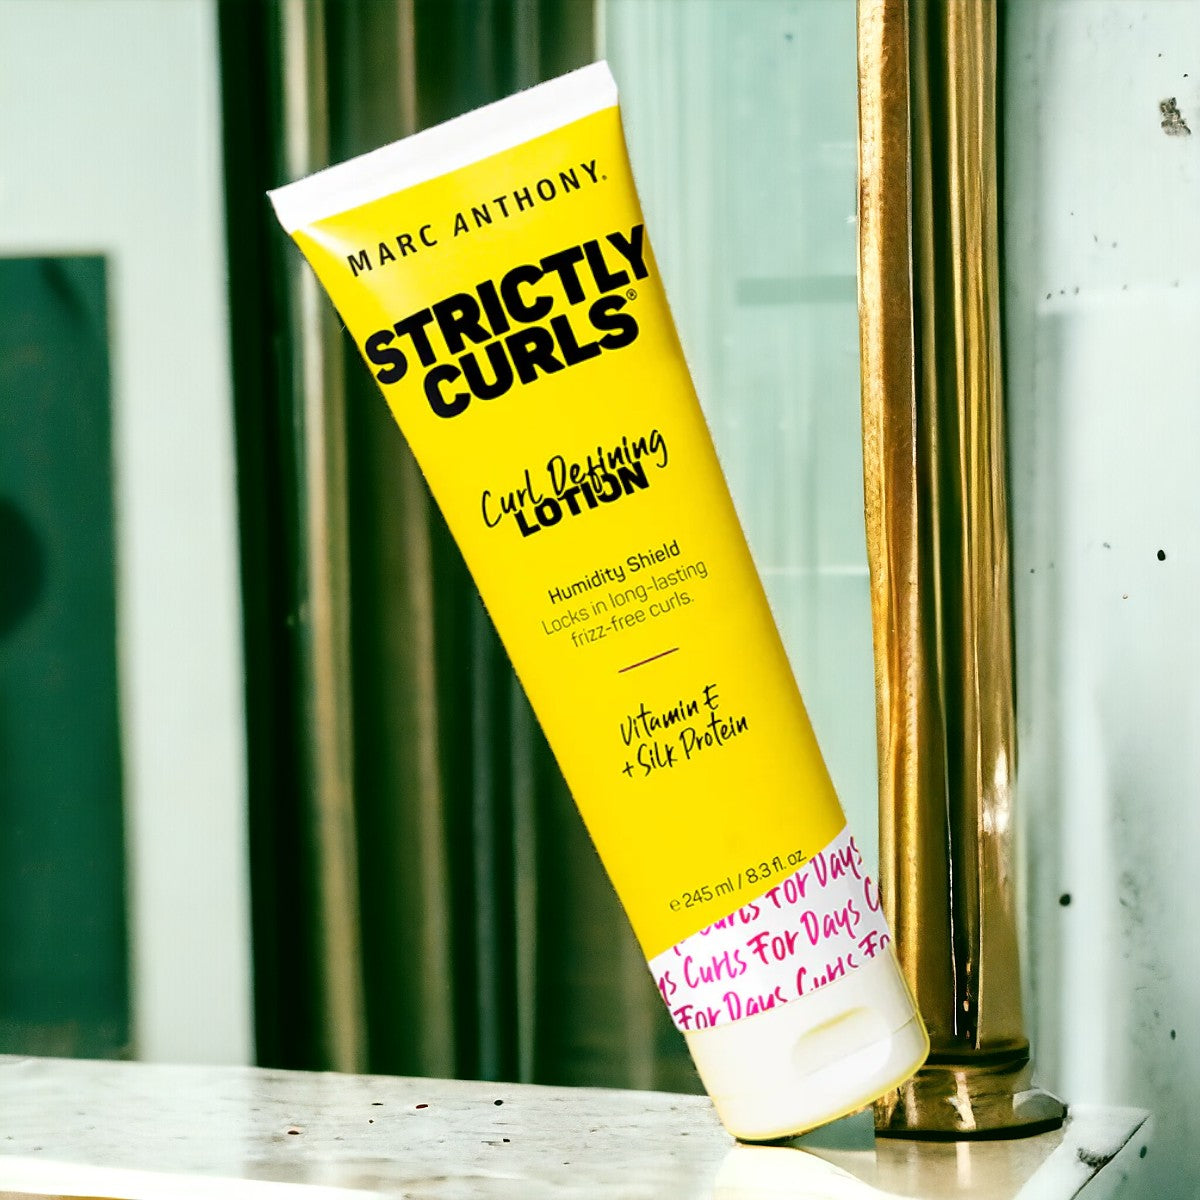 MARC ANTHONY®
STRICTLY
CURLS®
Curl Defining
LOTION
Humidity Shield
Locks in long-lasting
frizz-free curls.
Vitamin E
+ Silk Protein
e 245 ml / 8.3 fl. oz
Curls For Days
Curls For Days
For Days Curls